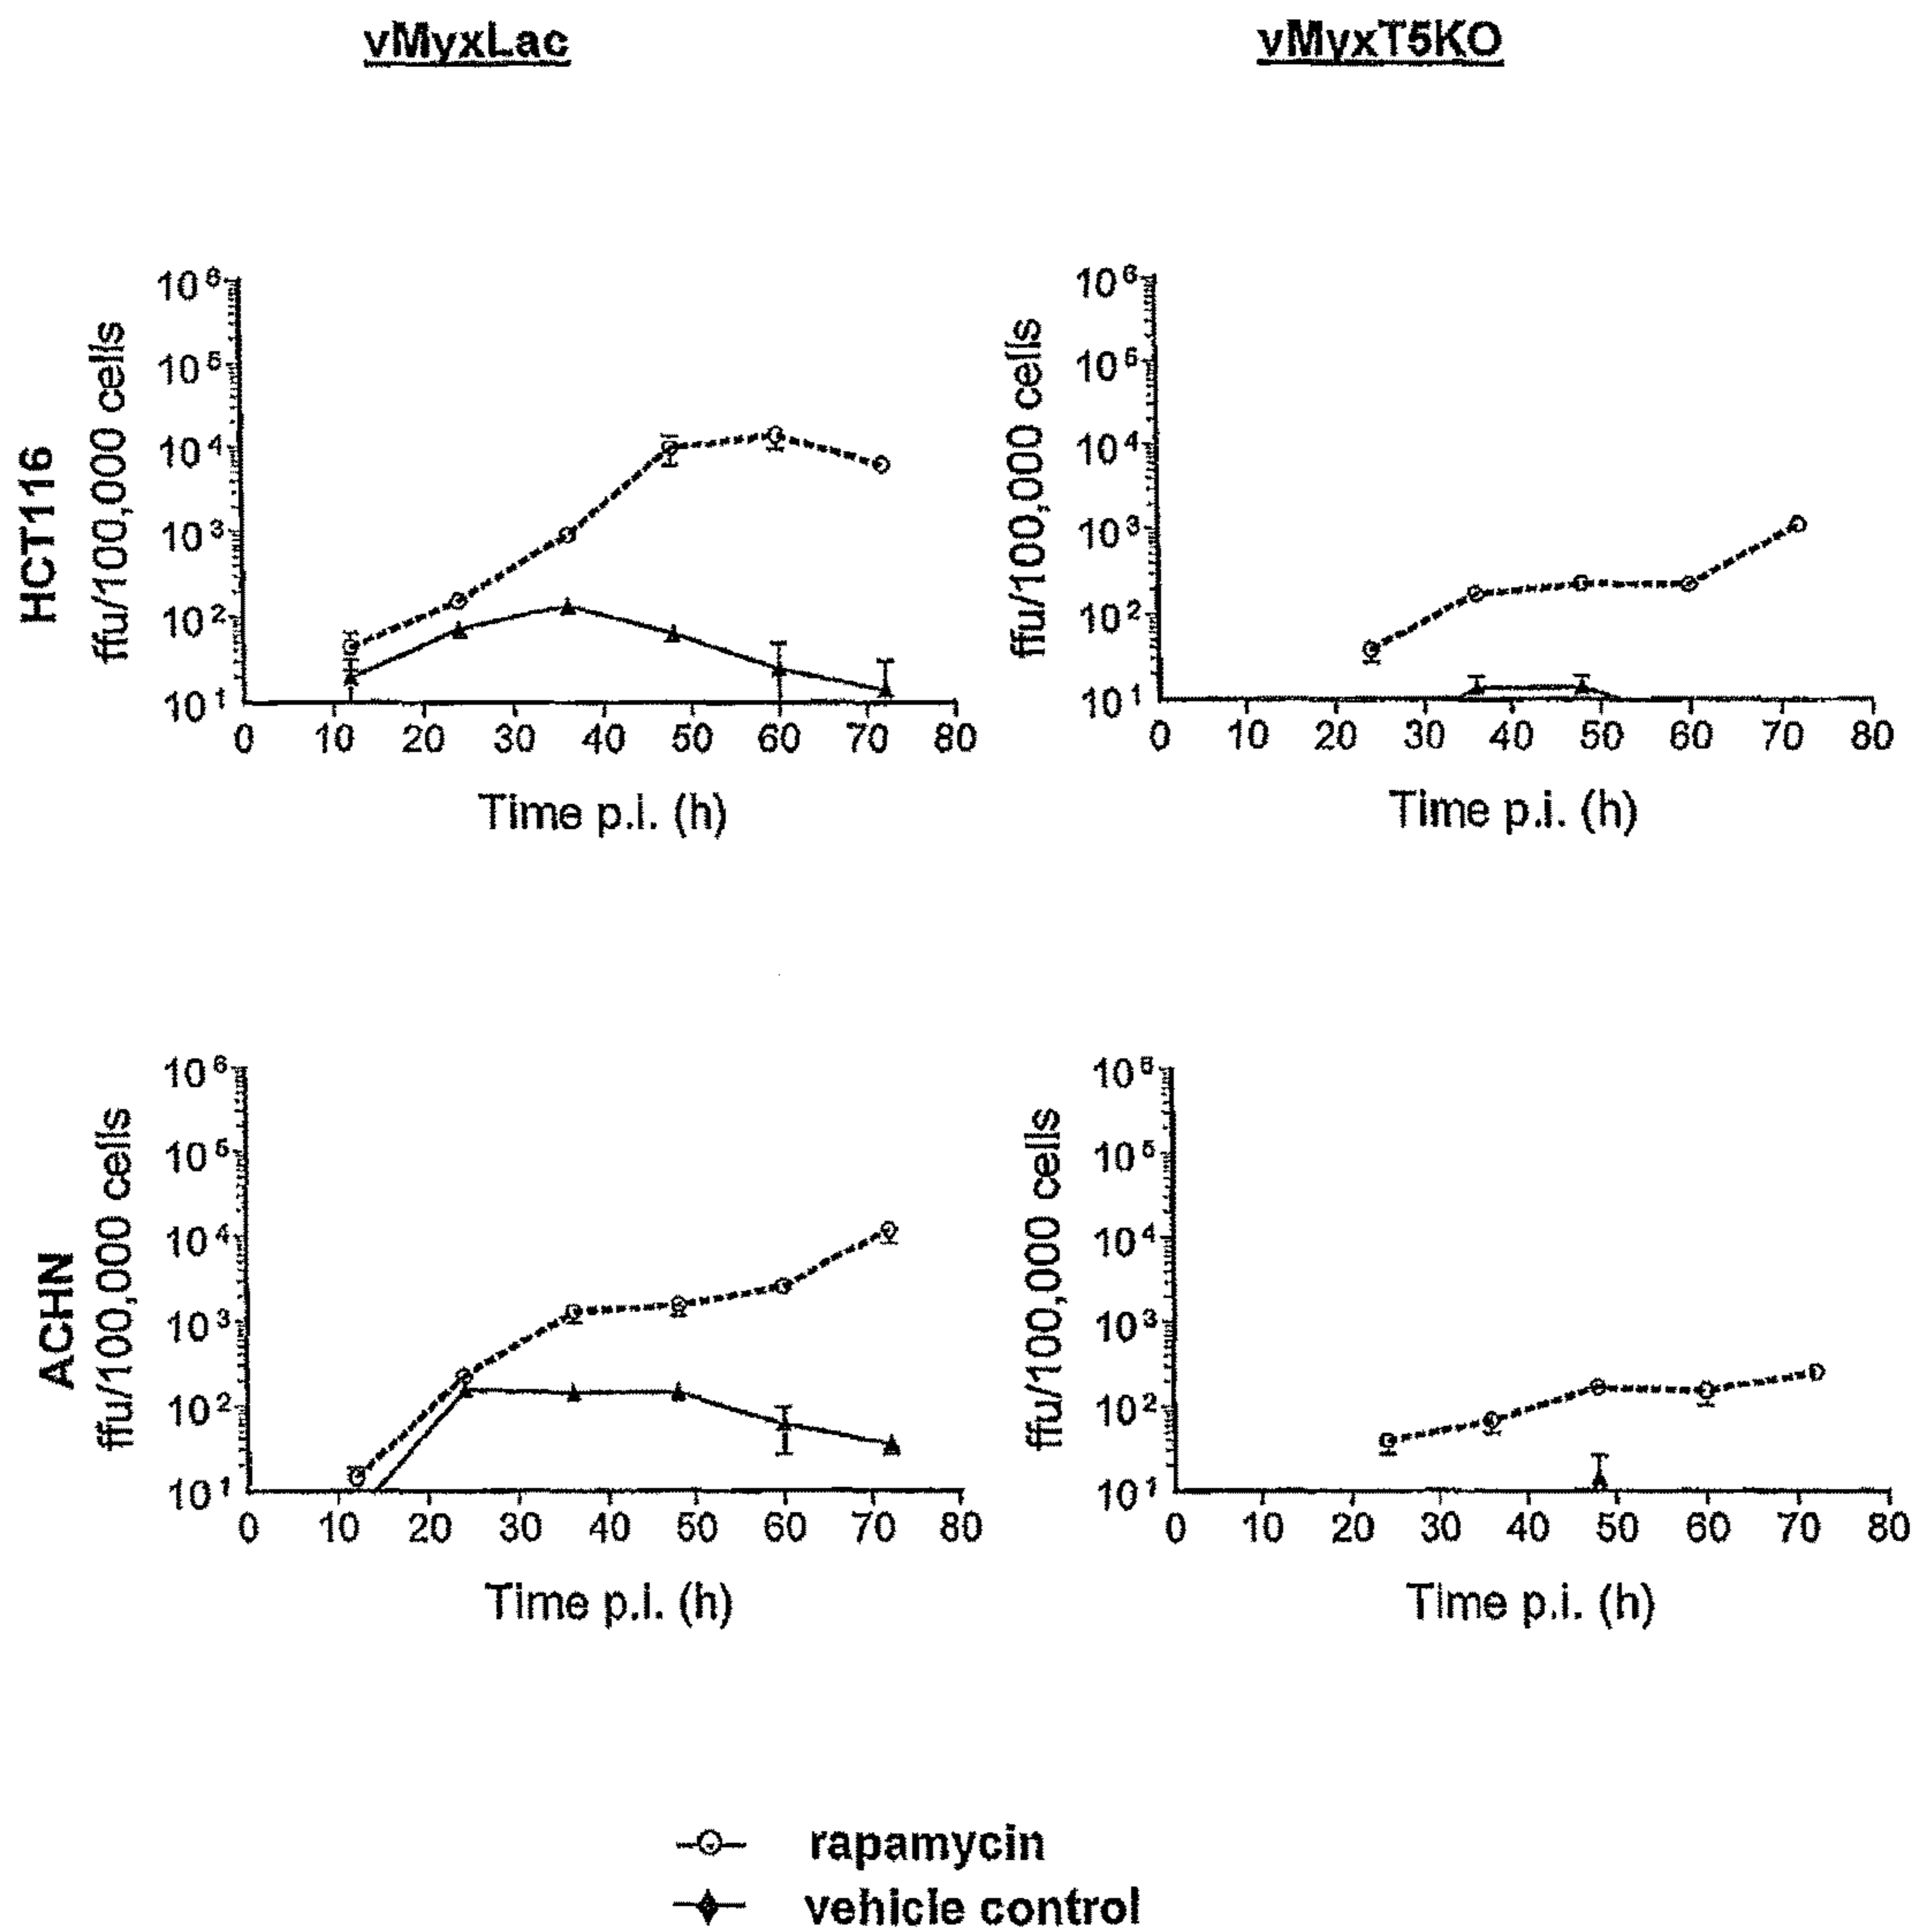 vMyxLac
vMyxT5KO
HCT116
ffu/100,000 cells
10⁶
10⁵
10⁴
10³
10²
10¹
0 10 20 30 40 50 60 70 80
Time p.i. (h)
ffu/100,000 cells
10⁶
10⁵
10⁴
10³
10²
10¹
0 10 20 30 40 50 60 70 80
Time p.i. (h)
ACHN
ffu/100,000 cells
10⁶
10⁵
10⁴
10³
10²
10¹
0 10 20 30 40 50 60 70 80
Time p.i. (h)
ffu/100,000 cells
10⁶
10⁵
10⁴
10³
10²
10¹
0 10 20 30 40 50 60 70 80
Time p.i. (h)
rapamycin
vehicle control